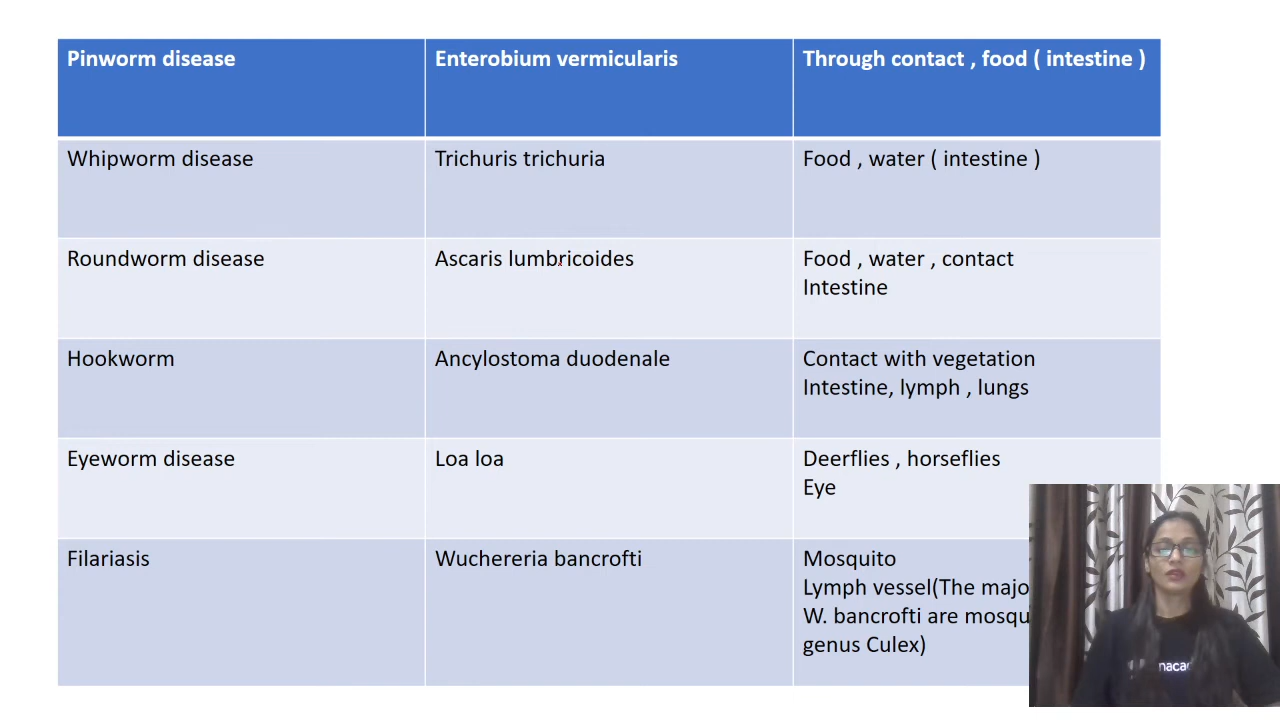 Pinworm disease
Enterobium vermicularis
Through contact , food ( intestine )
Whipworm disease
Trichuris trichuria
Food , water ( intestine )
Roundworm disease
Ascaris lumbricoides
Food , water , contact
Intestine
Hookworm
Ancylostoma duodenale
Contact with vegetation
Intestine, lymph , lungs
Eyeworm disease
Loa loa
Deerflies , horseflies
Eye
Filariasis
Wuchereria bancrofti
Mosquito
Lymph vessel(The
W. bancrofti are
genus Culex)